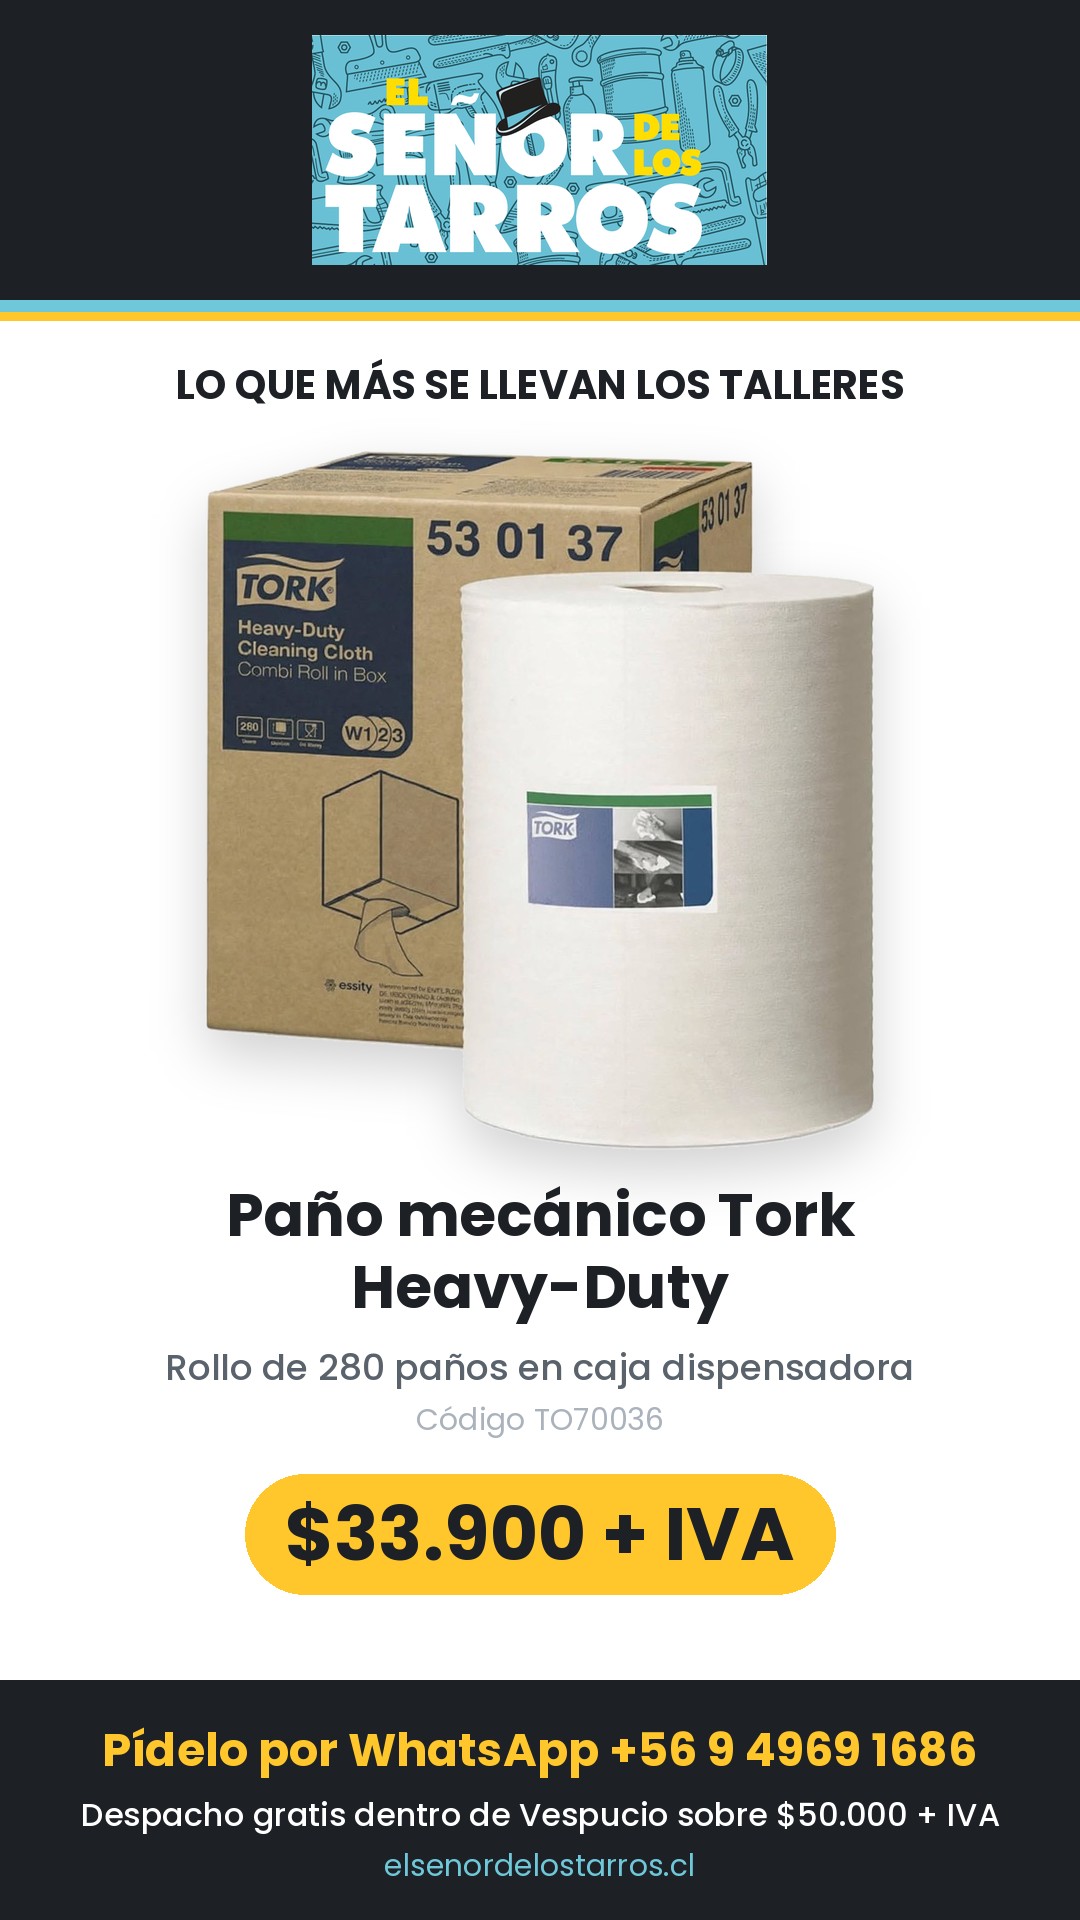 EL
SEÑOR DE LOS
TARROS
LO QUE MÁS SE LLEVAN LOS TALLERES
53 01 37
53 01 37
TORK
Heavy-Duty
Cleaning Cloth
Combi Roll in Box
280
W1 2 3
TORK
essity
Paño mecánico Tork
Heavy-Duty
Rollo de 280 paños en caja dispensadora
Código TO70036
$33.900 + IVA
Pídelo por WhatsApp +56 9 4969 1686
Despacho gratis dentro de Vespucio sobre $50.000 + IVA
elsenordelostarros.cl